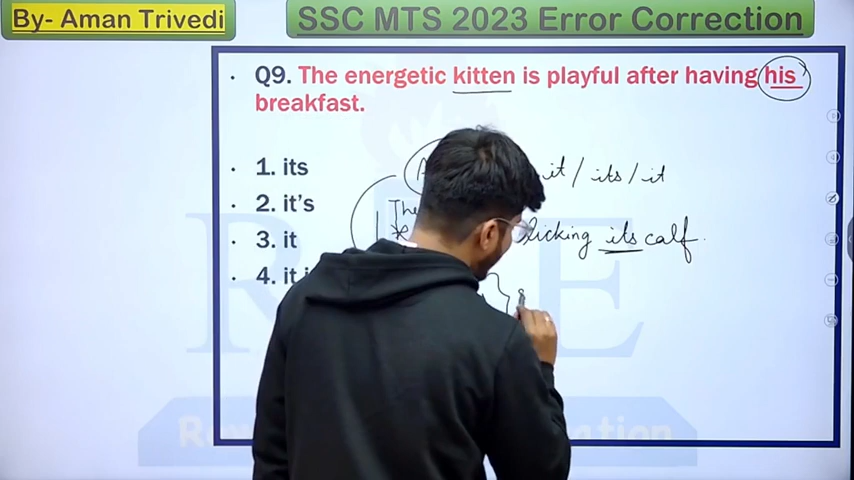 By- Aman Trivedi
SSC MTS 2023 Error Correction
Q9. The energetic kitten is playful after having his
breakfast.
1. its
it / its / it
2. it's
The
3. it
licking its calf.
4. it